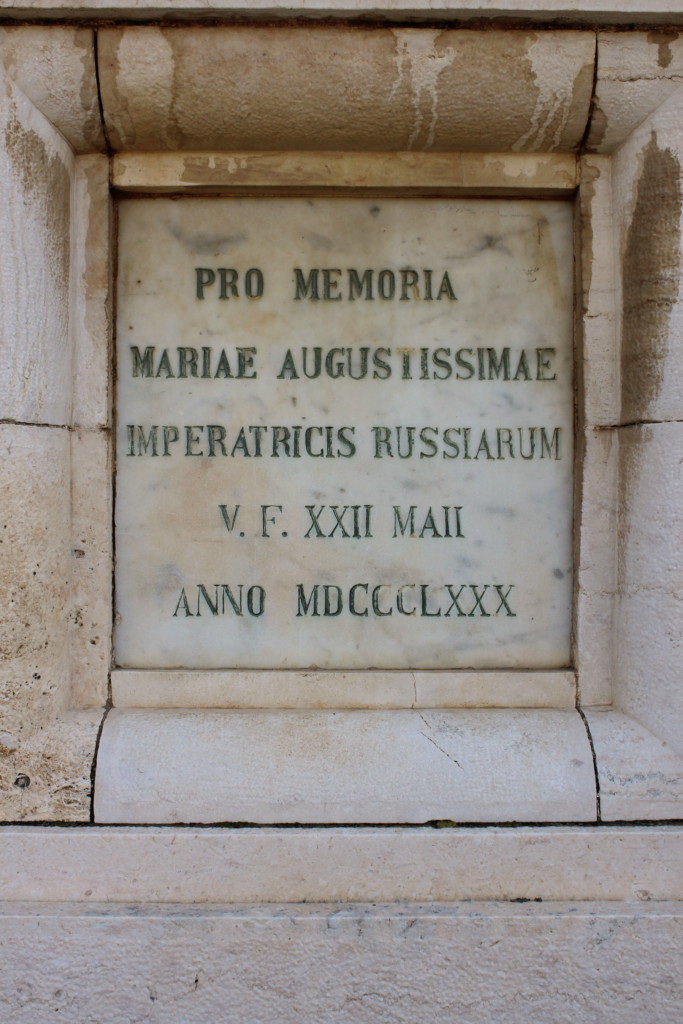 PRO MEMORIA
MARIAE AUGUSTISSIMAE
IMPERATRICIS RUSSIARUM
V. F. XXII MAII
ANNO MDCCCLXXX